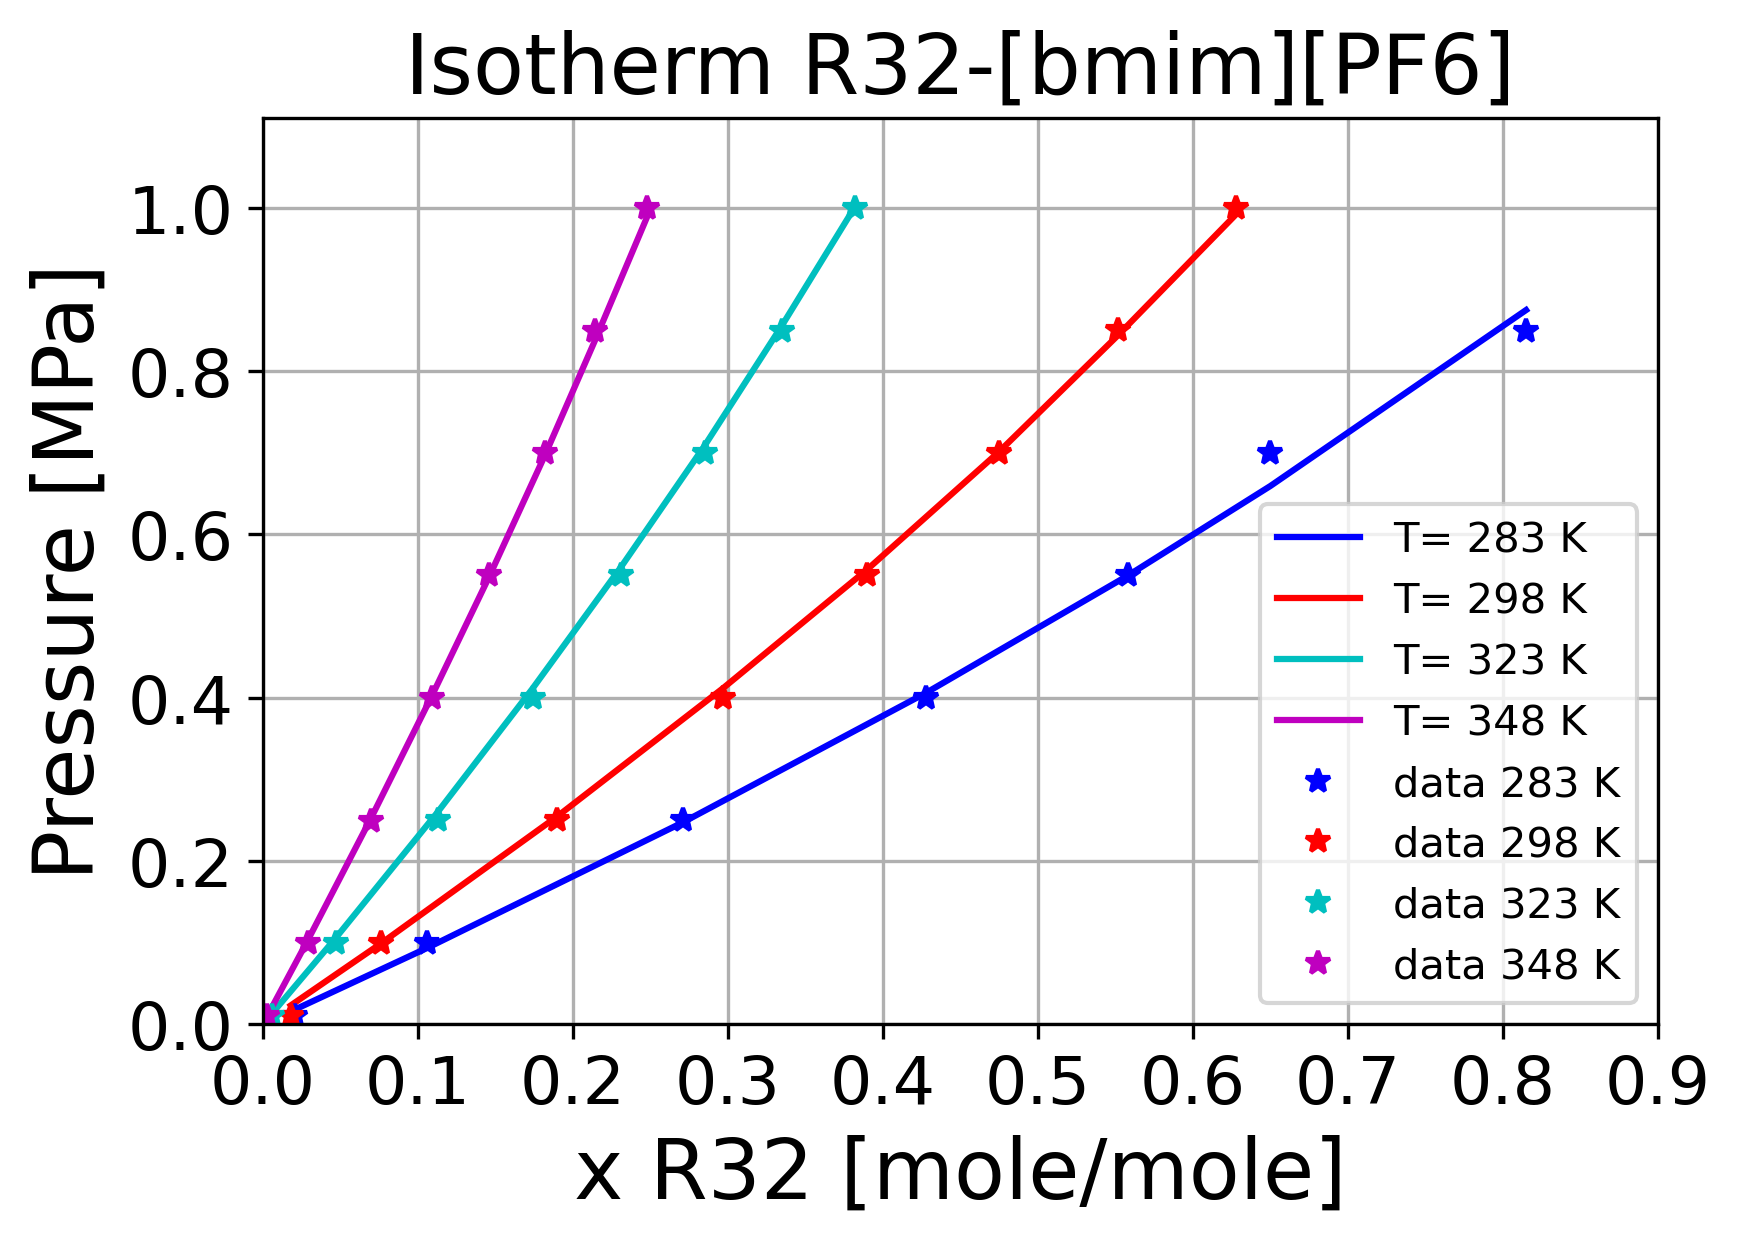 Isotherm R32-[bmim][PF6]
Pressure [MPa]
1.0
0.8
0.6
0.4
0.2
0.0
0.0 0.1 0.2 0.3 0.4 0.5 0.6 0.7 0.8 0.9
x R32 [mole/mole]
T= 283 K
T= 298 K
T= 323 K
T= 348 K
data 283 K
data 298 K
data 323 K
data 348 K